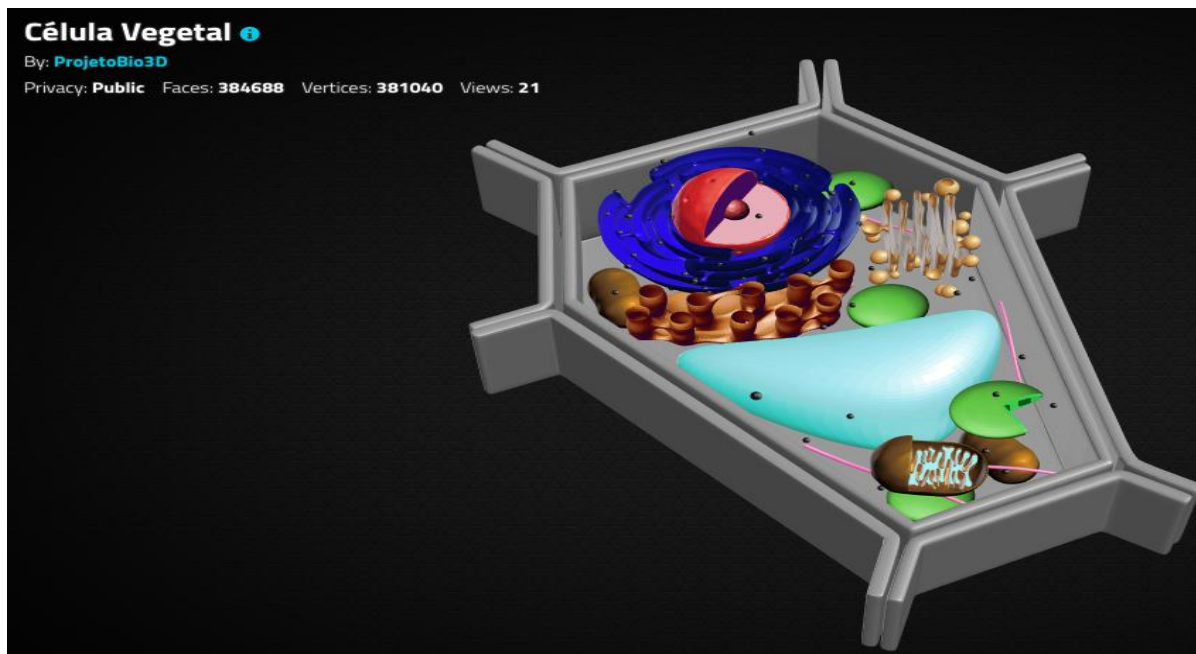 Célula Vegetal
By: ProjetoBio3D
Privacy: Public Faces: 384688 Vertices: 381040 Views: 21